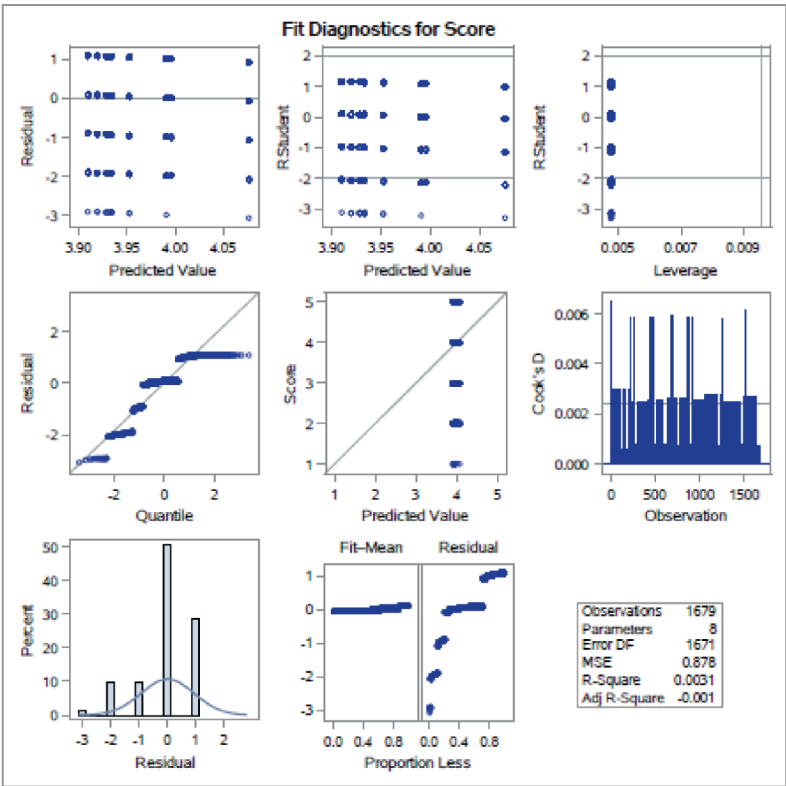 Fit Diagnostics for Score
Residual
1
0
-1
-2
-3
3.90 3.95 4.00 4.05
Predicted Value
RStudent
2
1
0
-1
-2
-3
3.90 3.95 4.00 4.05
Predicted Value
RStudent
2
1
0
-1
-2
-3
0.005 0.007 0.009
Leverage
Residual
2
0
-2
-2 0 2
Quantile
Score
5
4
3
2
1
1 2 3 4 5
Predicted Value
Cook's D
0.006
0.004
0.002
0.000
0 500 1000 1500
Observation
Percent
50
40
30
20
10
0
-3 -2 -1 0 1 2
Residual
Fit–Mean Residual
1
0
-1
-2
-3
0.0 0.4 0.8 0.0 0.4 0.8
Proportion Less
Observations 1679
Parameters 8
Error DF 1671
MSE 0.878
R-Square 0.0031
Adj R-Square -0.001